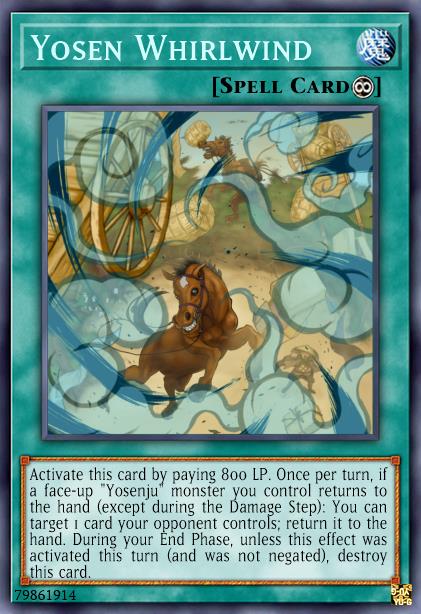 Yosen Whirlwind
魔
[Spell Card]
Activate this card by paying 800 LP. Once per turn, if
a face-up "Yosenju" monster you control returns to
the hand (except during the Damage Step): You can
target 1 card your opponent controls; return it to the
hand. During your End Phase, unless this effect was
activated this turn (and was not negated), destroy
this card.
79861914